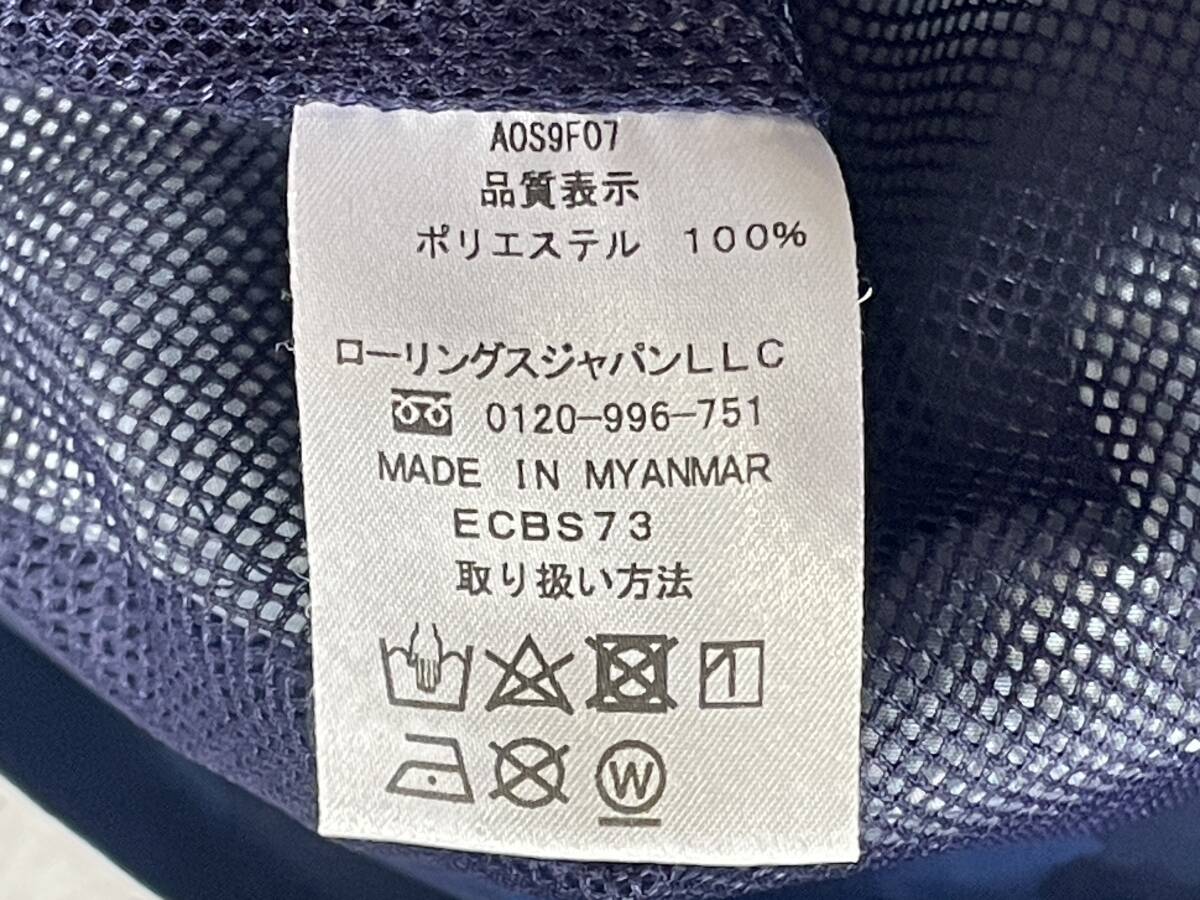 AOS9F07
品質表示
ポリエステル 100%
ローリングスジャパンLLC
0120-996-751
MADE IN MYANMAR
ECBS73
取り扱い方法
W